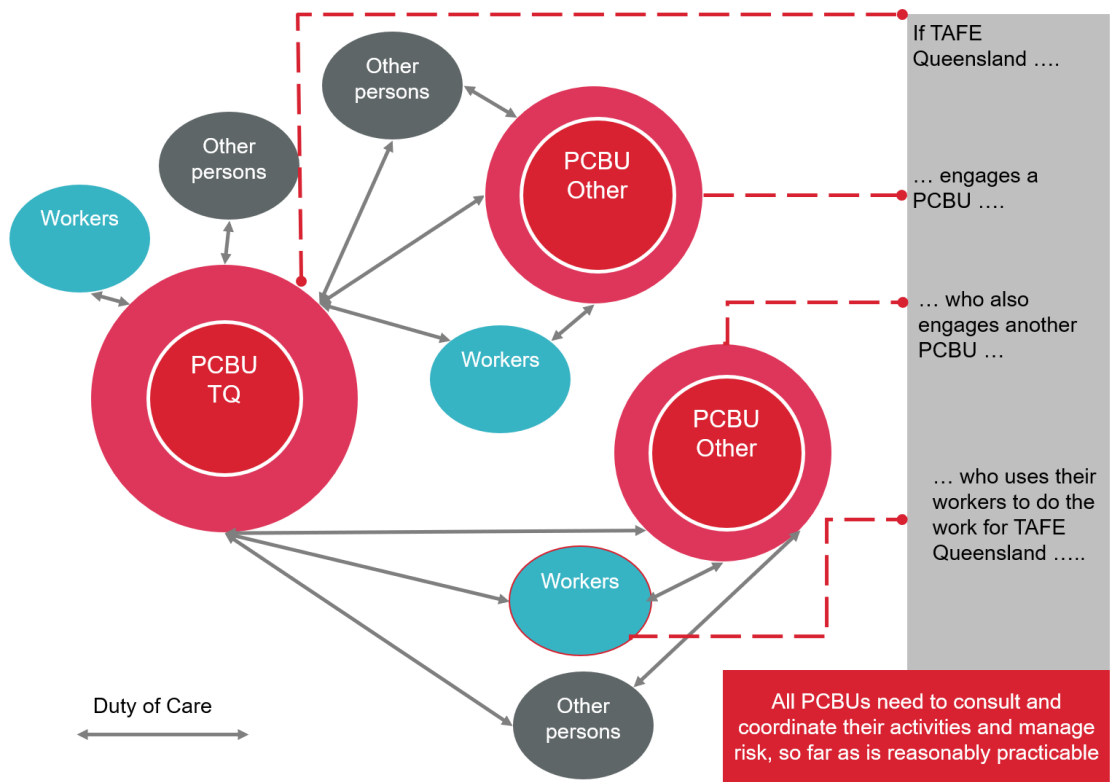 If TAFE
Queensland ….
Other
persons
PCBU
Other
Other
persons
… engages a
PCBU ….
Workers
… who also
engages another
PCBU …
Workers
PCBU
TQ
PCBU
Other
… who uses their
workers to do the
work for TAFE
Queensland …..
Workers
Other
persons
Duty of Care
All PCBUs need to consult and
coordinate their activities and manage
risk, so far as is reasonably practicable